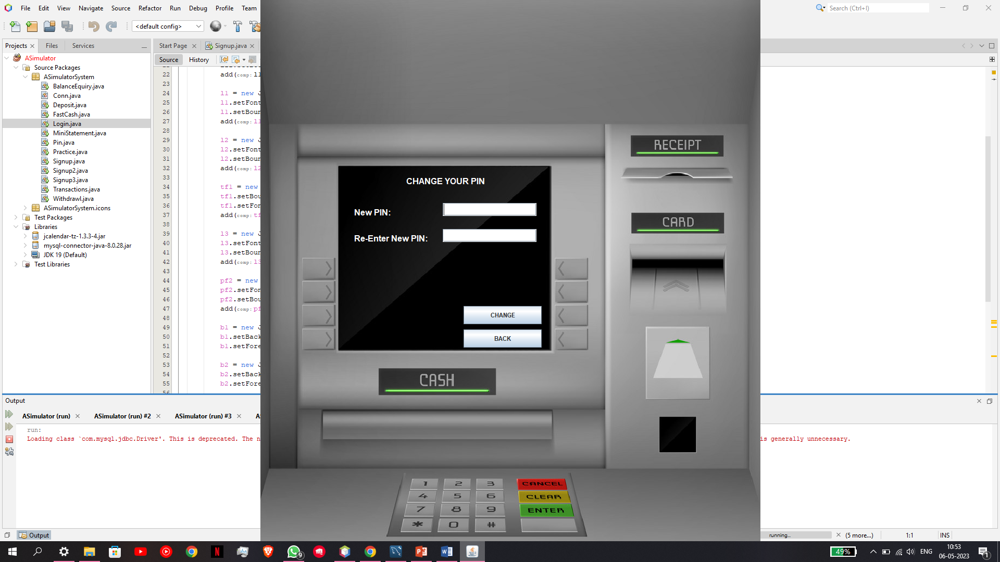 File Edit View Navigate Source Refactor Run Debug Profile Team
Search (Ctrl+I)
<default config>
Projects Files Services
Start Page Signup.java
ASimulator
Source History
Source Packages
ASimulatorSystem
BalanceEquiry.java
Conn.java
Deposit.java
FastCash.java
Login.java
MiniStatement.java
Pin.java
Practice.java
Signup.java
Signup2.java
Signup3.java
Transactions.java
Withdrawl.java
ASimulatorSystem.icons
Test Packages
Libraries
jcalendar-tz-1.3.3-4.jar
mysql-connector-java-8.0.28.jar
JDK 19 (Default)
Test Libraries
22 add(comp: l1
23
24 l1 = new J
25 l1.setFont
26 l1.setBoun
27 add(comp: l1
28
29 l2 = new J
30 l2.setFont
31 l2.setBoun
32 add(comp: l2
33
34 tf1 = new
35 tf1.setBou
36 tf1.setFon
37 add(comp: tf
38
39 l3 = new J
40 l3.setFont
41 l3.setBoun
42 add(comp: l3
43
44 pf2 = new
45 pf2.setFon
46 pf2.setBou
47 add(comp: pf
48
49 b1 = new J
50 b1.setBack
51 b1.setFore
52
53 b2 = new J
54 b2.setBack
55 b2.setFore
56
CHANGE YOUR PIN
New PIN:
Re-Enter New PIN:
CHANGE
BACK
RECEIPT
CARD
CASH
1 2 3 CANCEL
4 5 6 CLEAR
7 8 9 ENTER
* 0 #
Output
ASimulator (run) ASimulator (run) #2 ASimulator (run) #3 A
run:
Loading class `com.mysql.jdbc.Driver'. This is deprecated. The n
is generally unnecessary.
Output
running... (5 more...) 1:1 INS
9
49% ENG 10:53
06-05-2023
1